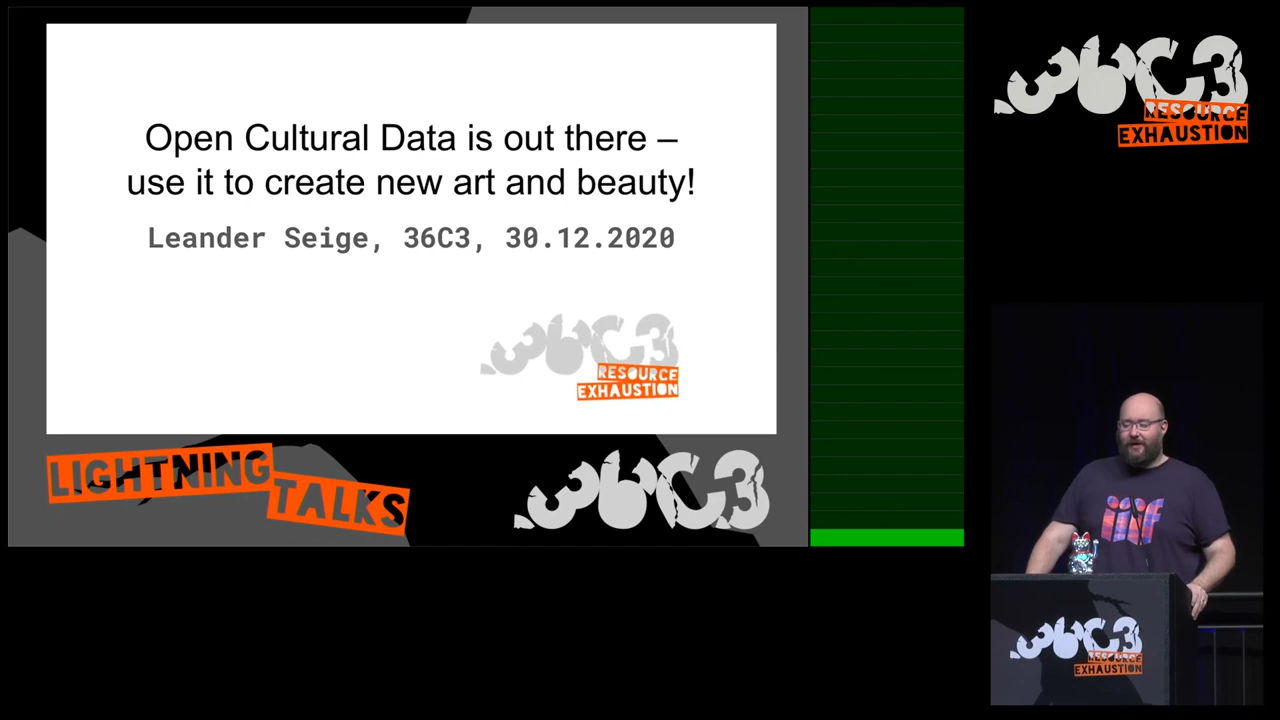 Open Cultural Data is out there –
use it to create new art and beauty!
Leander Seige, 36C3, 30.12.2020
36C3
RESOURCE
EXHAUSTION
LIGHTNING
TALKS
36C3
36C3
RESOURCE
EXHAUSTION
iiif
36C3
RESOURCE
EXHAUSTION